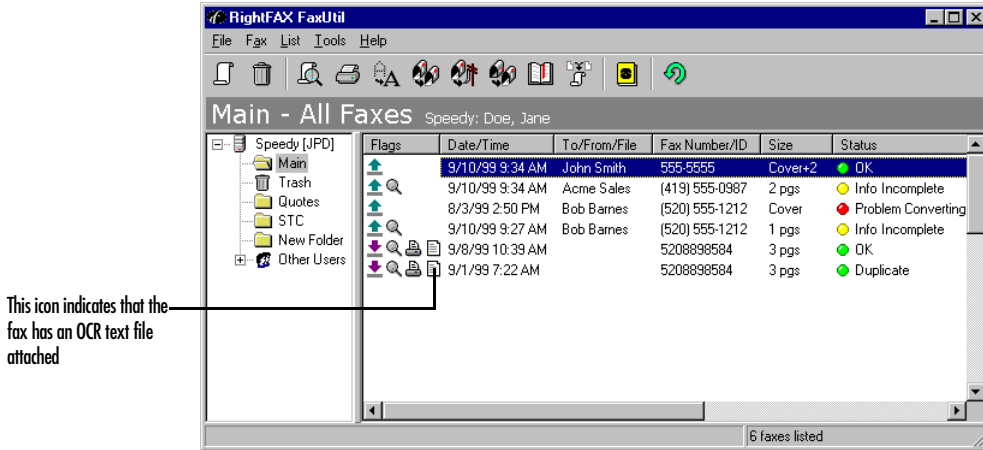 RightFAX FaxUtil
File Fax List Tools Help
Main - All Faxes Speedy: Doe, Jane
Speedy [JPD]
Main
Trash
Quotes
STC
New Folder
Other Users
Flags Date/Time To/From/File Fax Number/ID Size Status
9/10/99 9:34 AM John Smith 555-5555 Cover+2 OK
9/10/99 9:34 AM Acme Sales (419) 555-0987 2 pgs Info Incomplete
8/3/99 2:50 PM Bob Barnes (520) 555-1212 Cover Problem Converting
9/10/99 9:27 AM Bob Barnes (520) 555-1212 1 pgs Info Incomplete
9/8/99 10:39 AM 5208898584 3 pgs OK
9/1/99 7:22 AM 5208898584 3 pgs Duplicate
This icon indicates that the
fax has an OCR text file
attached
6 faxes listed